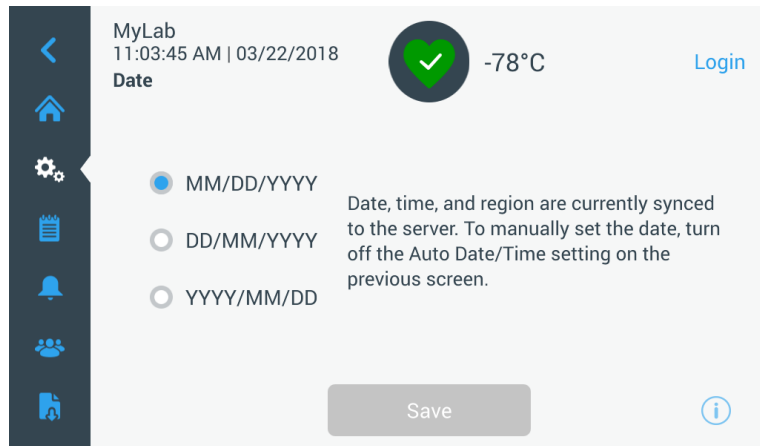 MyLab
11:03:45 AM | 03/22/2018
Date
-78°C
Login
MM/DD/YYYY
DD/MM/YYYY
YYYY/MM/DD
Date, time, and region are currently synced
to the server. To manually set the date, turn
off the Auto Date/Time setting on the
previous screen.
Save
i